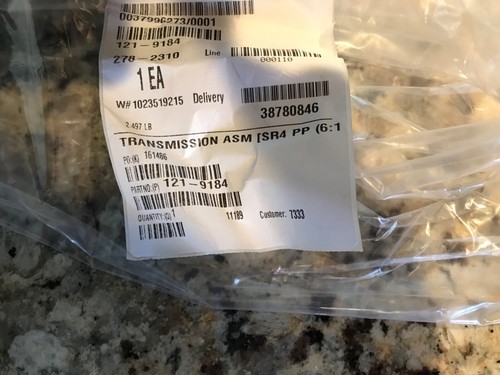 0037996273/0001
121-9184
278-2310 Line 000110
1 EA
W# 1023519215 Delivery 38780846
2.497 LB
TRANSMISSION ASM [SR4 PP (6:1
PO:(K) 161486
PARTNO.(P) 121-9184
QUANTITY:(Q) 1 11189 Customer: 7333